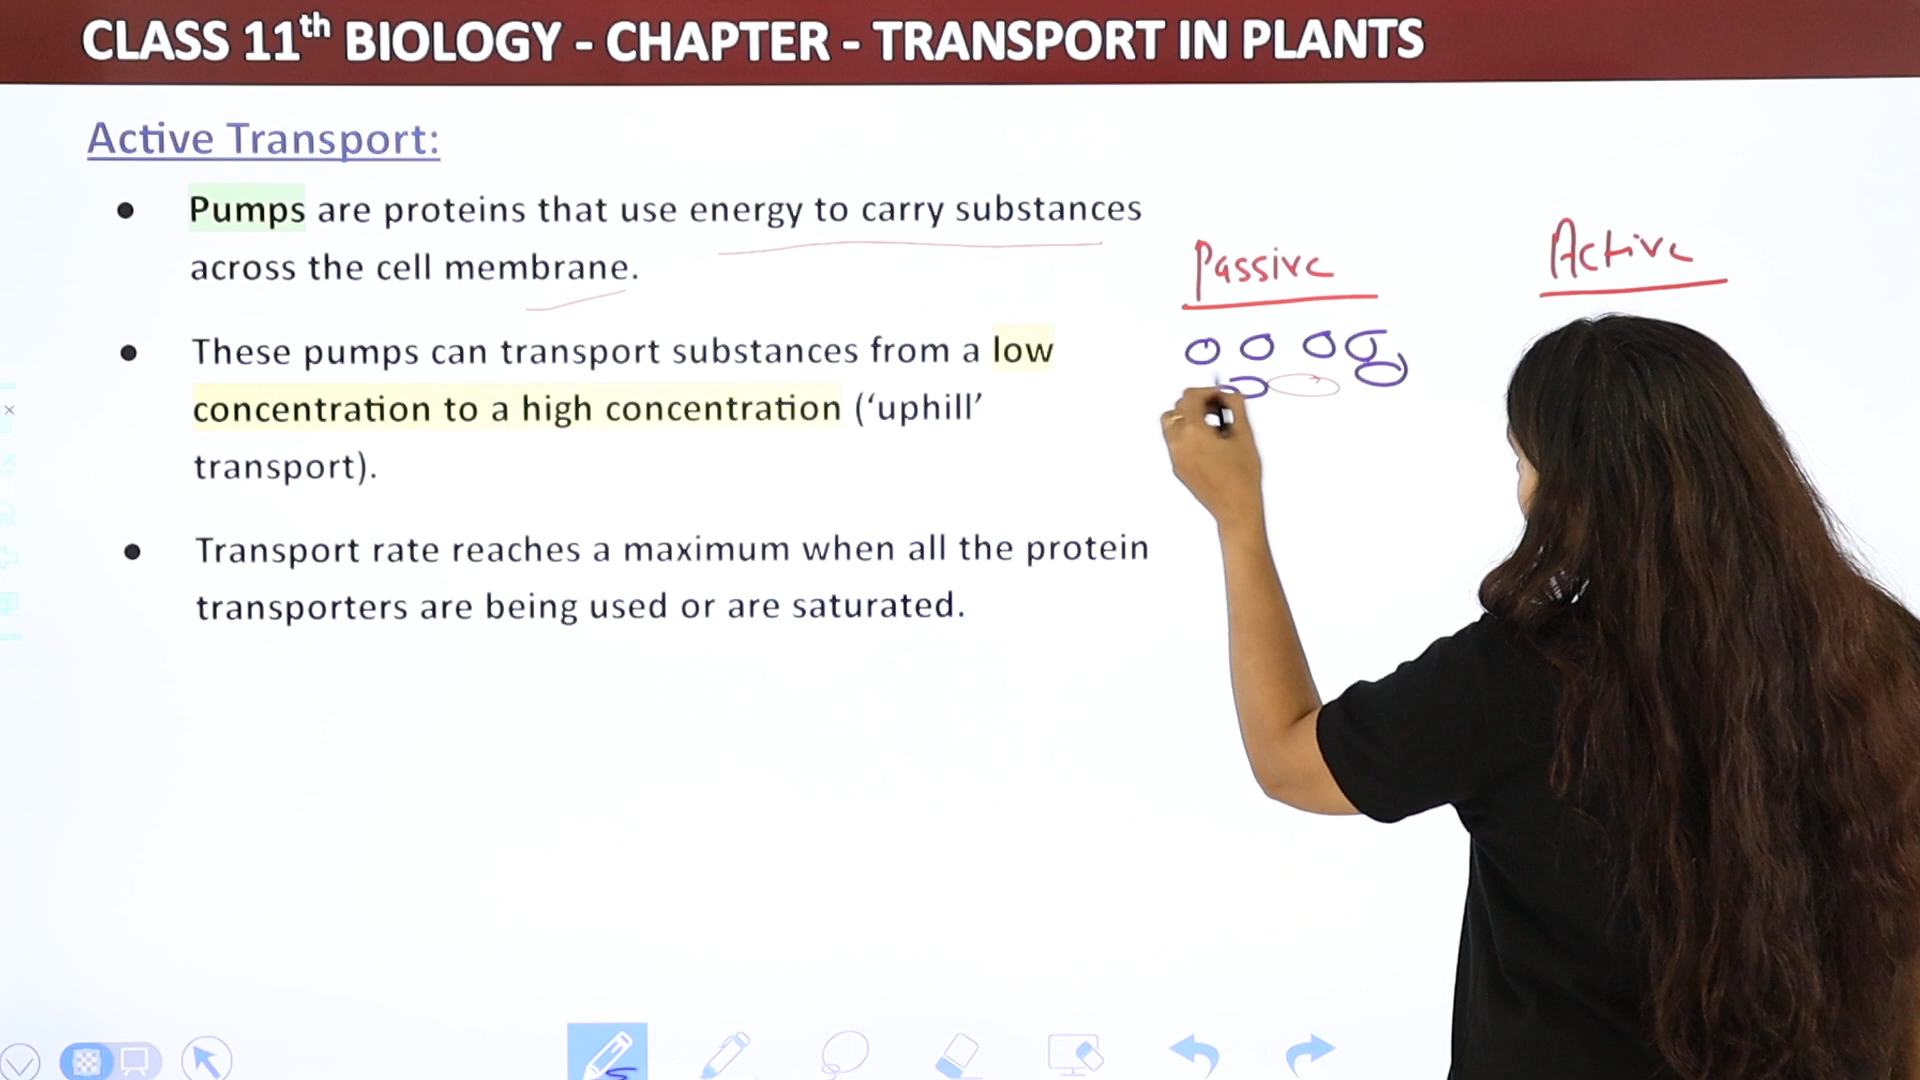 CLASS 11th BIOLOGY - CHAPTER - TRANSPORT IN PLANTS
Active Transport:
● Pumps are proteins that use energy to carry substances
across the cell membrane.
● These pumps can transport substances from a low
concentration to a high concentration (‘uphill’
transport).
● Transport rate reaches a maximum when all the protein
transporters are being used or are saturated.
Passive
Active